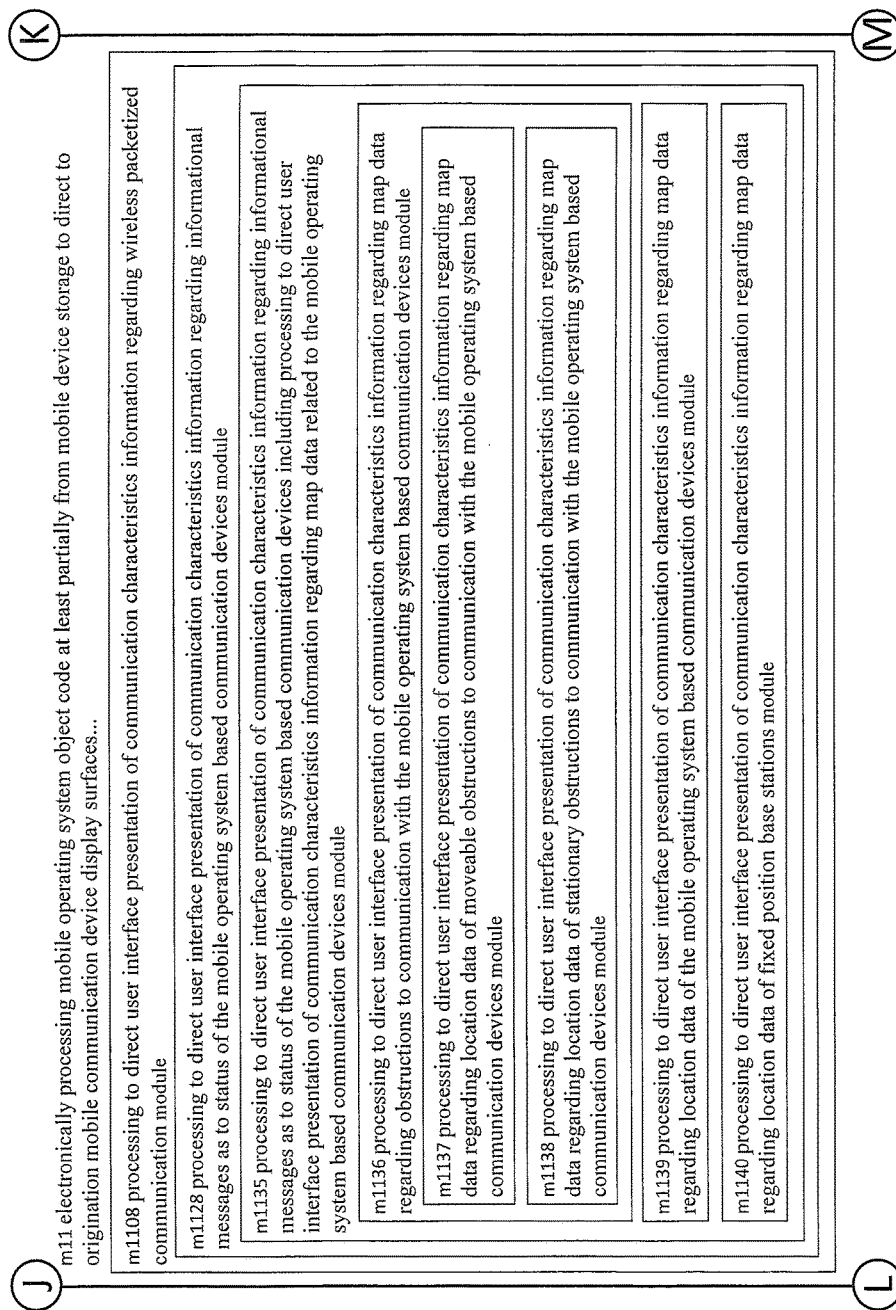 J
K
m11 electronically processing mobile operating system object code at least partially from mobile device storage to direct to
origination mobile communication device display surfaces...
m1108 processing to direct user interface presentation of communication characteristics information regarding wireless packetized
communication module
m1128 processing to direct user interface presentation of communication characteristics information regarding informational
messages as to status of the mobile operating system based communication devices module
m1135 processing to direct user interface presentation of communication characteristics information regarding informational
messages as to status of the mobile operating system based communication devices including processing to direct user
interface presentation of communication characteristics information regarding map data related to the mobile operating
system based communication devices module
m1136 processing to direct user interface presentation of communication characteristics information regarding map data
regarding obstructions to communication with the mobile operating system based communication devices module
m1137 processing to direct user interface presentation of communication characteristics information regarding map
data regarding location data of moveable obstructions to communication with the mobile operating system based
communication devices module
m1138 processing to direct user interface presentation of communication characteristics information regarding map
data regarding location data of stationary obstructions to communication with the mobile operating system based
communication devices module
m1139 processing to direct user interface presentation of communication characteristics information regarding map data
regarding location data of the mobile operating system based communication devices module
m1140 processing to direct user interface presentation of communication characteristics information regarding map data
regarding location data of fixed position base stations module
L
M